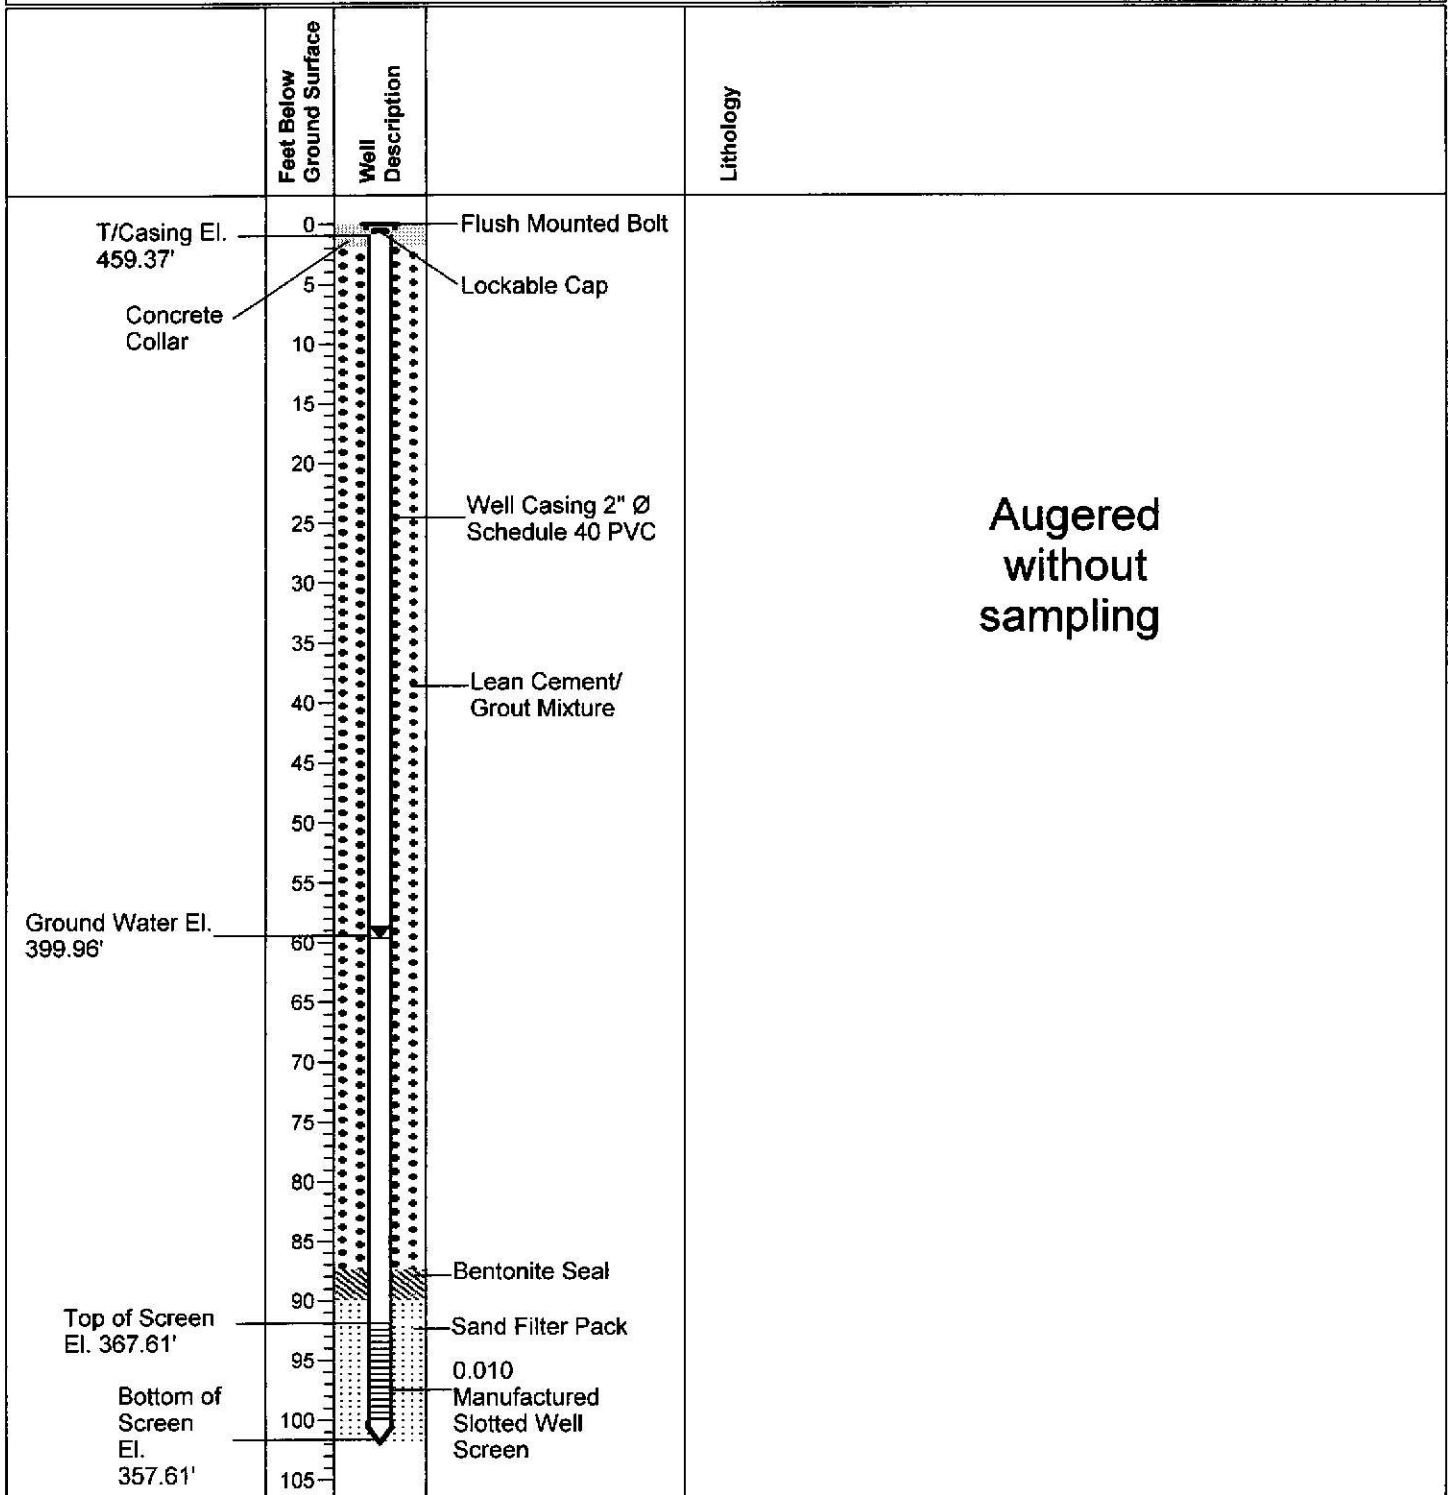 Feet Below
Ground Surface
Well
Description
Lithology
T/Casing El.
459.37'
Concrete
Collar
Ground Water El.
399.96'
Top of Screen
El. 367.61'
Bottom of
Screen
El.
357.61'
0
5
10
15
20
25
30
35
40
45
50
55
60
65
70
75
80
85
90
95
100
105
Flush Mounted Bolt
Lockable Cap
Well Casing 2" Ø
Schedule 40 PVC
Lean Cement/
Grout Mixture
Bentonite Seal
Sand Filter Pack
0.010
Manufactured
Slotted Well
Screen
Augered
without
sampling